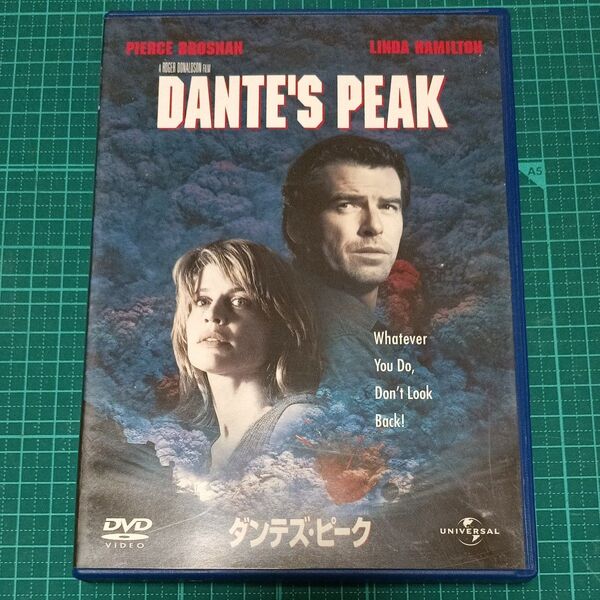 PIERCE BROSNAN LINDA HAMILTON
A ROGER DONALDSON FILM
DANTE'S PEAK
A5
Whatever
You Do,
Don't Look
Back!
DVD
VIDEO
ダンテズ・ピーク
UNIVERSAL